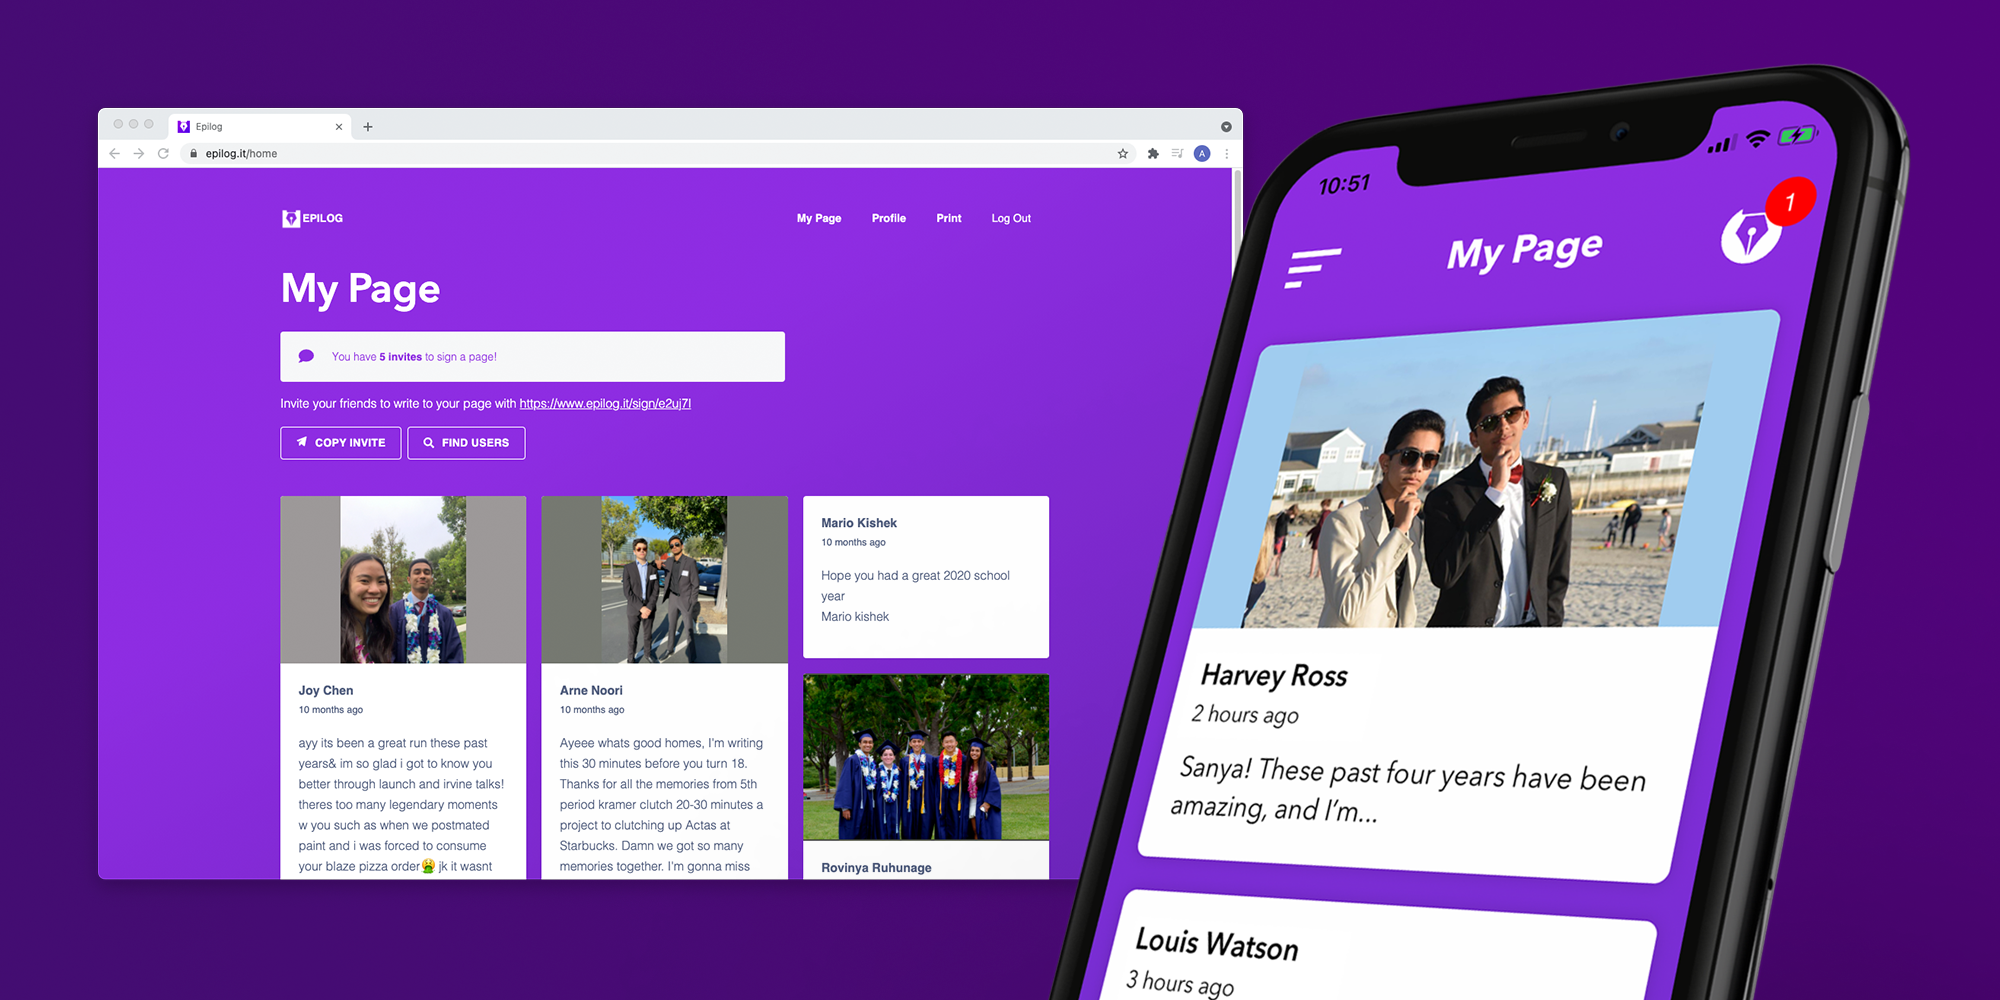 Epilog
epilog.it/home
A
EPILOG
My Page
Profile
Print
Log Out
My Page
You have 5 invites to sign a page!
Invite your friends to write to your page with https://www.epilog.it/sign/e2uj7l
COPY INVITE
FIND USERS
Joy Chen
10 months ago
ayy its been a great run these past
years& im so glad i got to know you
better through launch and irvine talks!
theres too many legendary moments
w you such as when we postmated
paint and i was forced to consume
your blaze pizza order🤮 jk it wasnt
Arne Noori
10 months ago
Ayeee whats good homes, I'm writing
this 30 minutes before you turn 18.
Thanks for all the memories from 5th
period kramer clutch 20-30 minutes a
project to clutching up Actas at
Starbucks. Damn we got so many
memories together. I'm gonna miss
Mario Kishek
10 months ago
Hope you had a great 2020 school
year
Mario kishek
Rovinya Ruhunage
10:51
My Page
1
Harvey Ross
2 hours ago
Sanya! These past four years have been
amazing, and I'm...
Louis Watson
3 hours ago